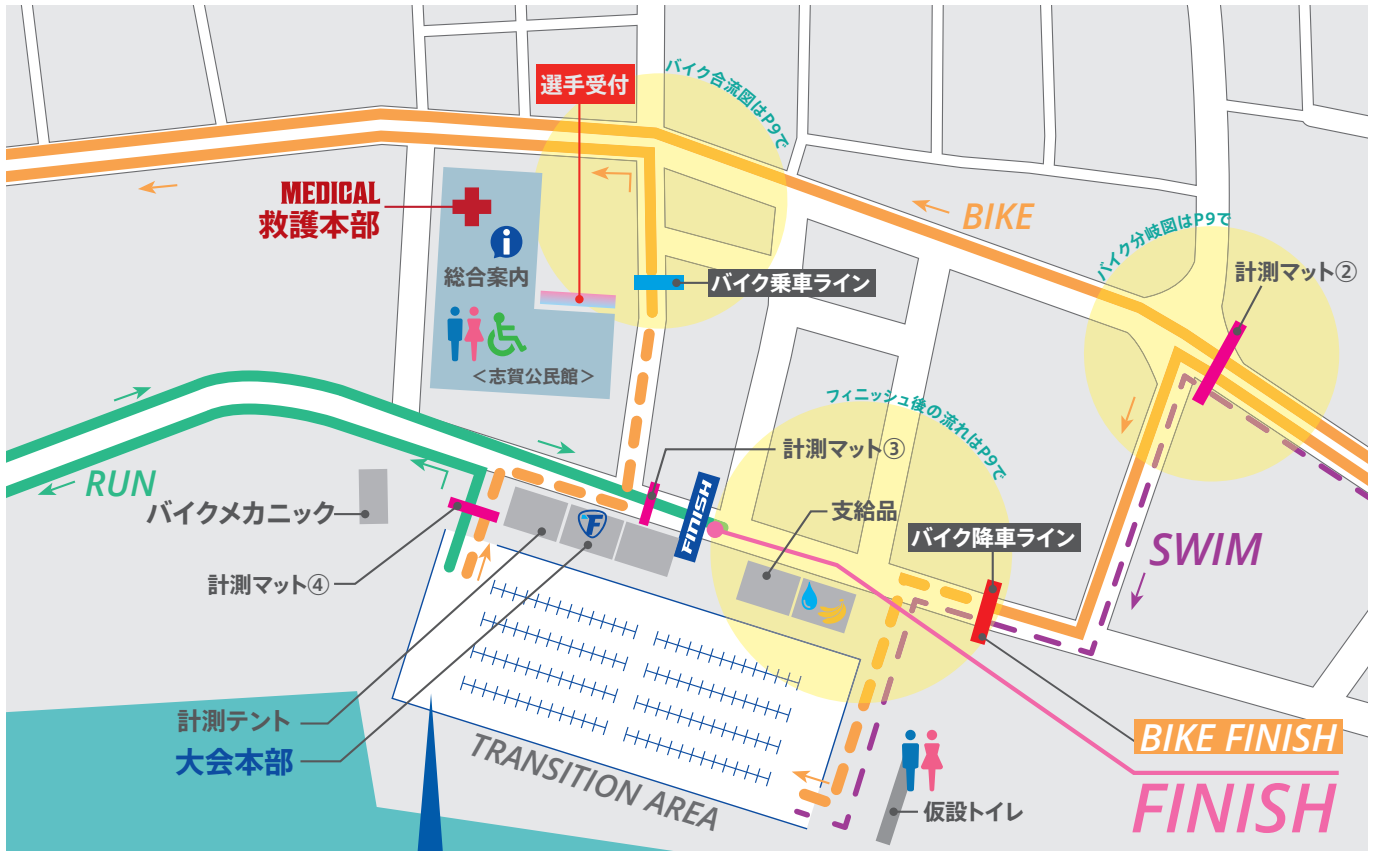 選手受付
バイク合流図はP9で
MEDICAL
救護本部
i
総合案内
BIKE
バイク分岐図はP9で
計測マット②
バイク乗車ライン
<志賀公民館>
フィニッシュ後の流れはP9で
計測マット③
RUN
バイクメカニック
FINISH
支給品
バイク降車ライン
SWIM
F
計測マット④
計測テント
大会本部
TRANSITION AREA
BIKE FINISH
FINISH
仮設トイレ